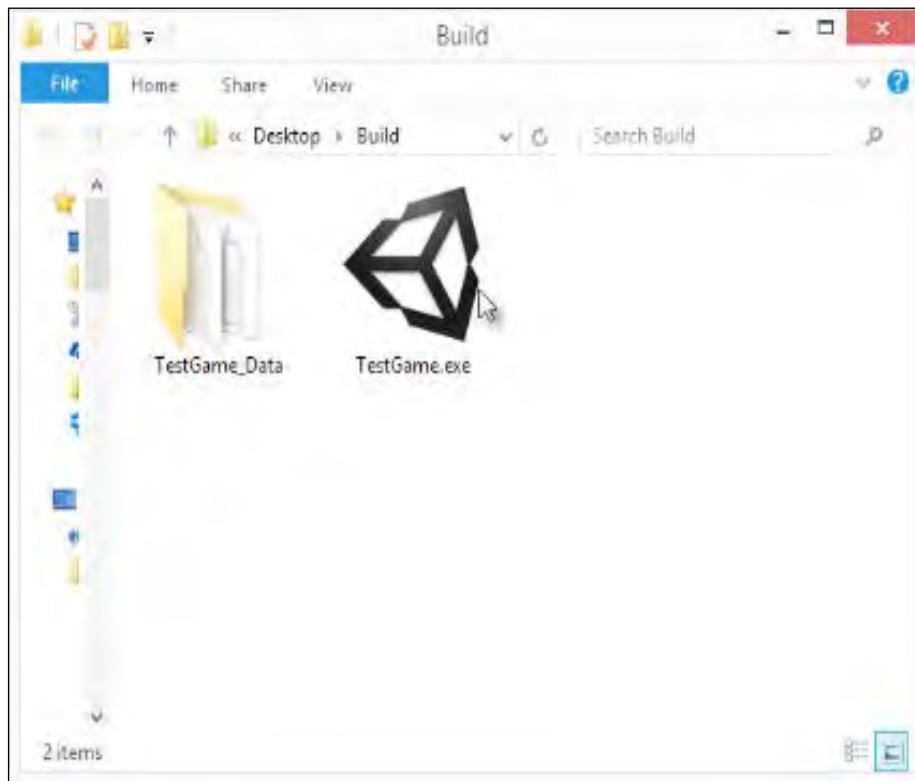 Build
File Home Share View
« Desktop Build Search Build
TestGame_Data TestGame.exe
2 items